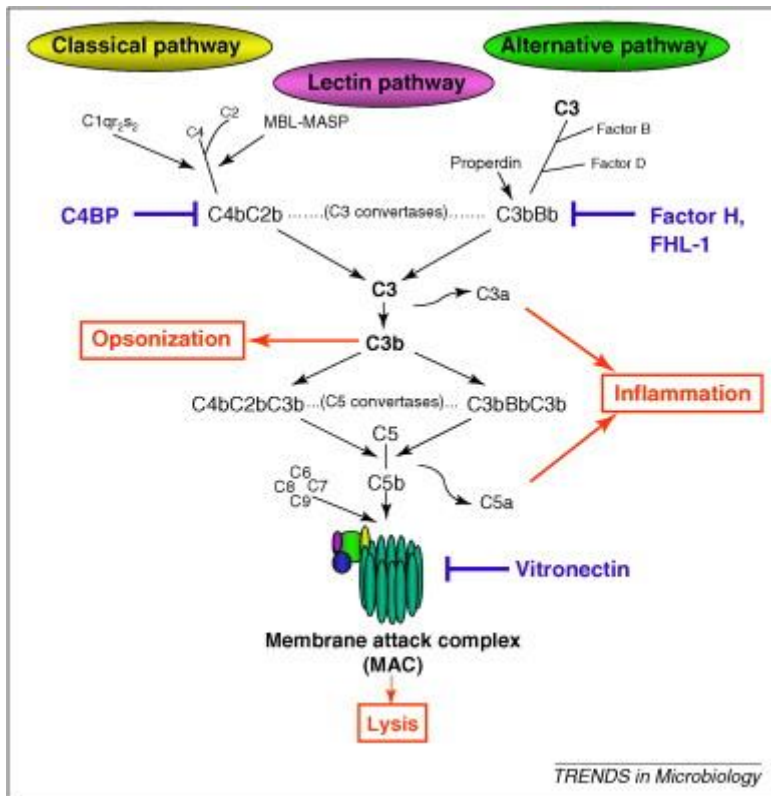 Classical pathway
Alternative pathway
Lectin pathway
C1qr2s2
C4
C2
MBL-MASP
C3
Factor B
Factor D
Properdin
C4BP
C4bC2b ......(C3 convertases)....... C3bBb
Factor H,
FHL-1
C3
C3a
Opsonization
C3b
Inflammation
C4bC2bC3b ...(C5 convertases)... C3bBbC3b
C5
C6
C8 C7
C9
C5b
C5a
Vitronectin
Membrane attack complex
(MAC)
Lysis
TRENDS in Microbiology